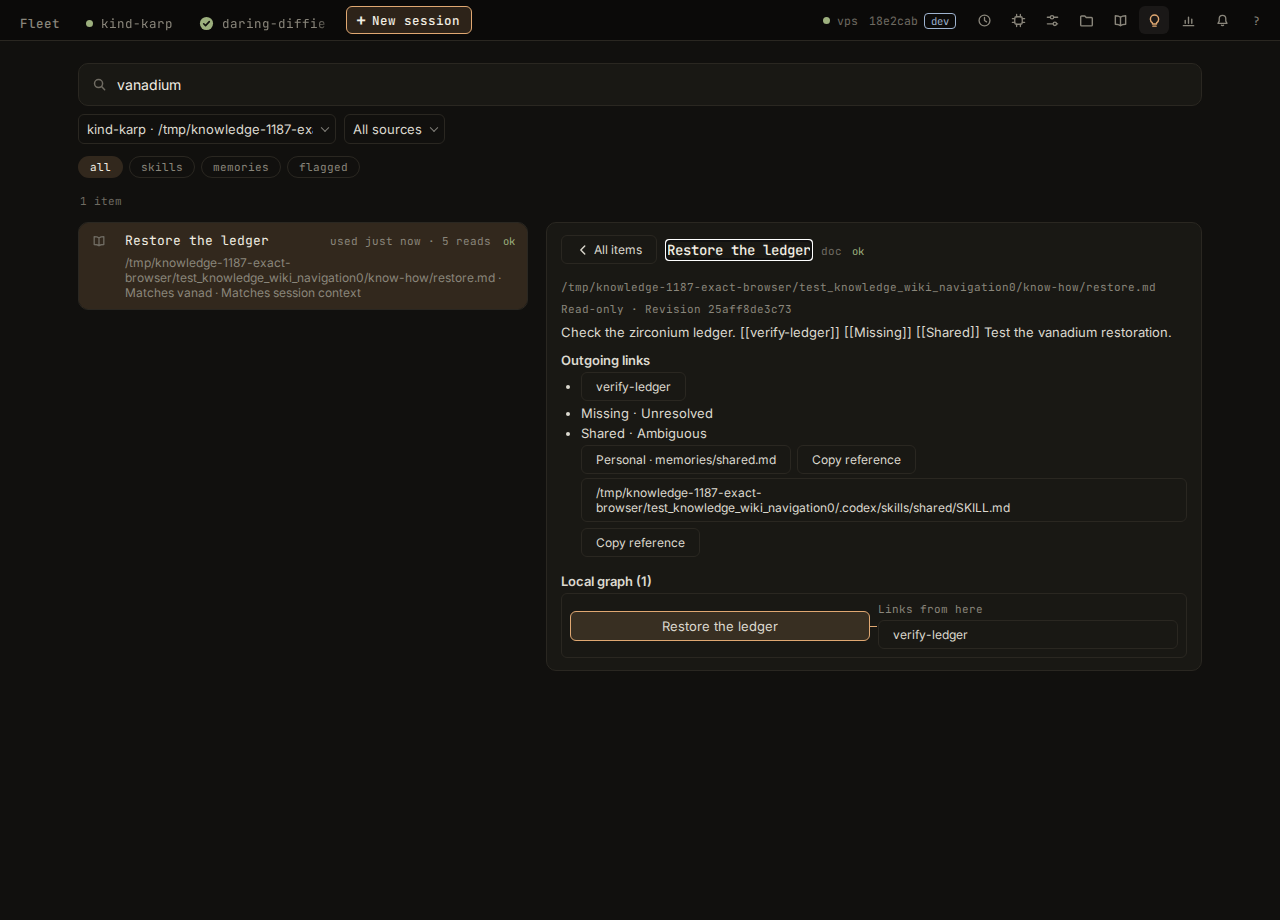 Fleet kind-karp daring-diffie + New session vps 18e2cab dev ?
vanadium
kind-karp · /tmp/knowledge-1187-ex All sources
all skills memories flagged
1 item
Restore the ledger used just now · 5 reads ok
/tmp/knowledge-1187-exact-
browser/test_knowledge_wiki_navigation0/know-how/restore.md ·
Matches vanad · Matches session context
All items Restore the ledger doc ok
/tmp/knowledge-1187-exact-browser/test_knowledge_wiki_navigation0/know-how/restore.md
Read-only · Revision 25aff8de3c73
Check the zirconium ledger. [[verify-ledger]] [[Missing]] [[Shared]] Test the vanadium restoration.
Outgoing links
• verify-ledger
• Missing · Unresolved
• Shared · Ambiguous
Personal · memories/shared.md Copy reference
/tmp/knowledge-1187-exact-
browser/test_knowledge_wiki_navigation0/.codex/skills/shared/SKILL.md
Copy reference
Local graph (1)
Links from here
Restore the ledger
verify-ledger